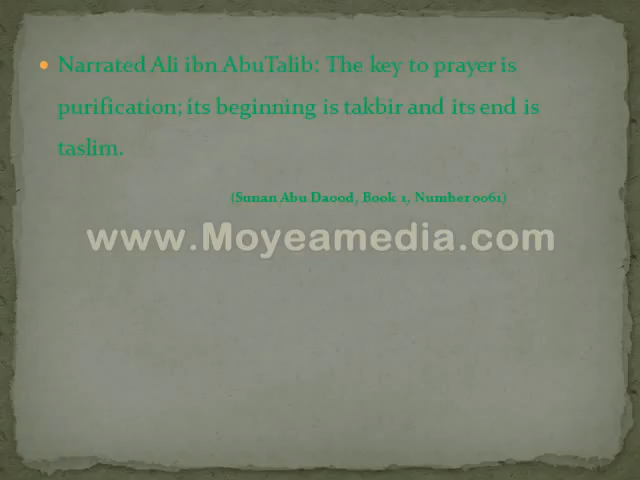 • Narrated Ali ibn AbuTalib: The key to prayer is
purification; its beginning is takbir and its end is
taslim.
(Sunan Abu Daood, Book 1, Number 0061)
www.Moyeamedia.com